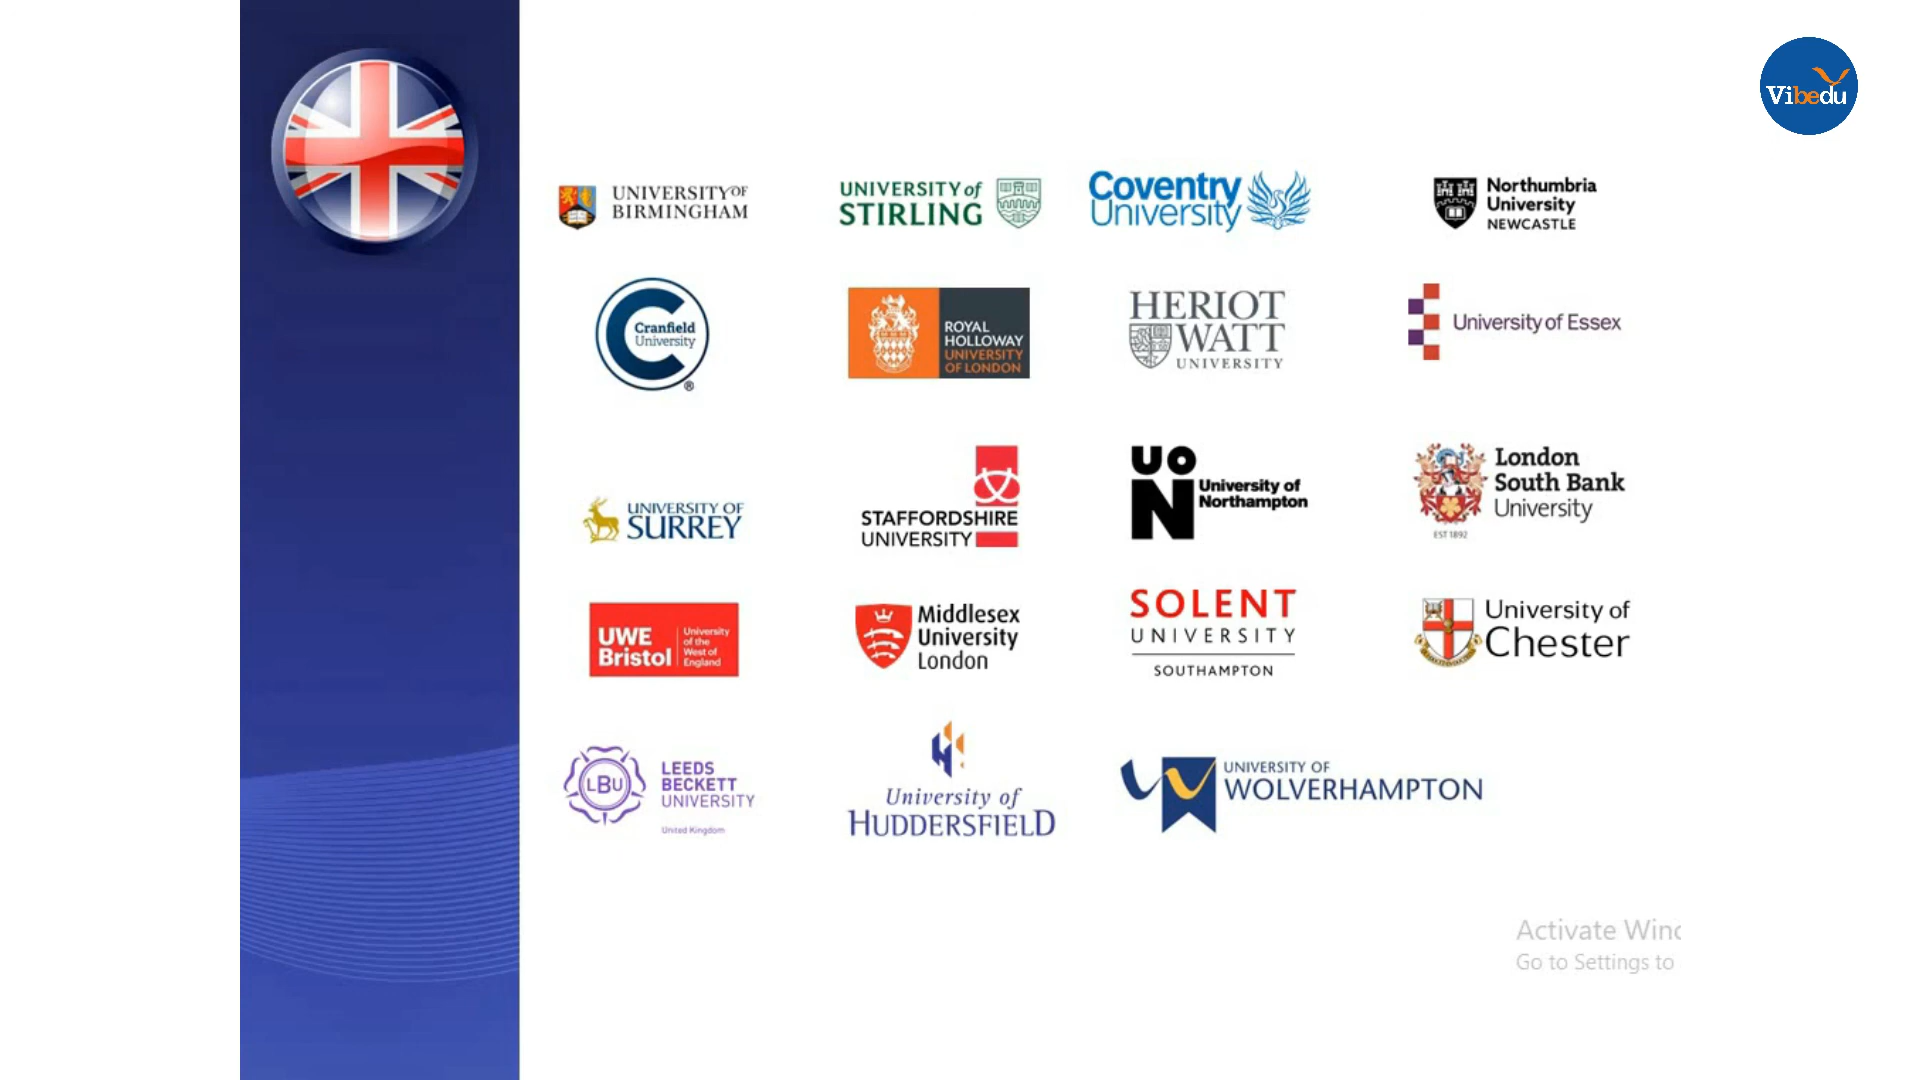 Vibedu
UNIVERSITY OF
BIRMINGHAM
UNIVERSITY of
STIRLING
Coventry
University
Northumbria
University
NEWCASTLE
Cranfield
University
®
ROYAL
HOLLOWAY
UNIVERSITY
OF LONDON
HERIOT
WATT
UNIVERSITY
University of Essex
UNIVERSITY OF
SURREY
STAFFORDSHIRE
UNIVERSITY
UO
N
University of
Northampton
London
South Bank
University
EST 1892
UWE
Bristol
University
of the
West of
England
Middlesex
University
London
SOLENT
UNIVERSITY
SOUTHAMPTON
University of
Chester
LBU
LEEDS
BECKETT
UNIVERSITY
United Kingdom
University of
HUDDERSFIELD
UNIVERSITY OF
WOLVERHAMPTON
Activate Winc
Go to Settings to